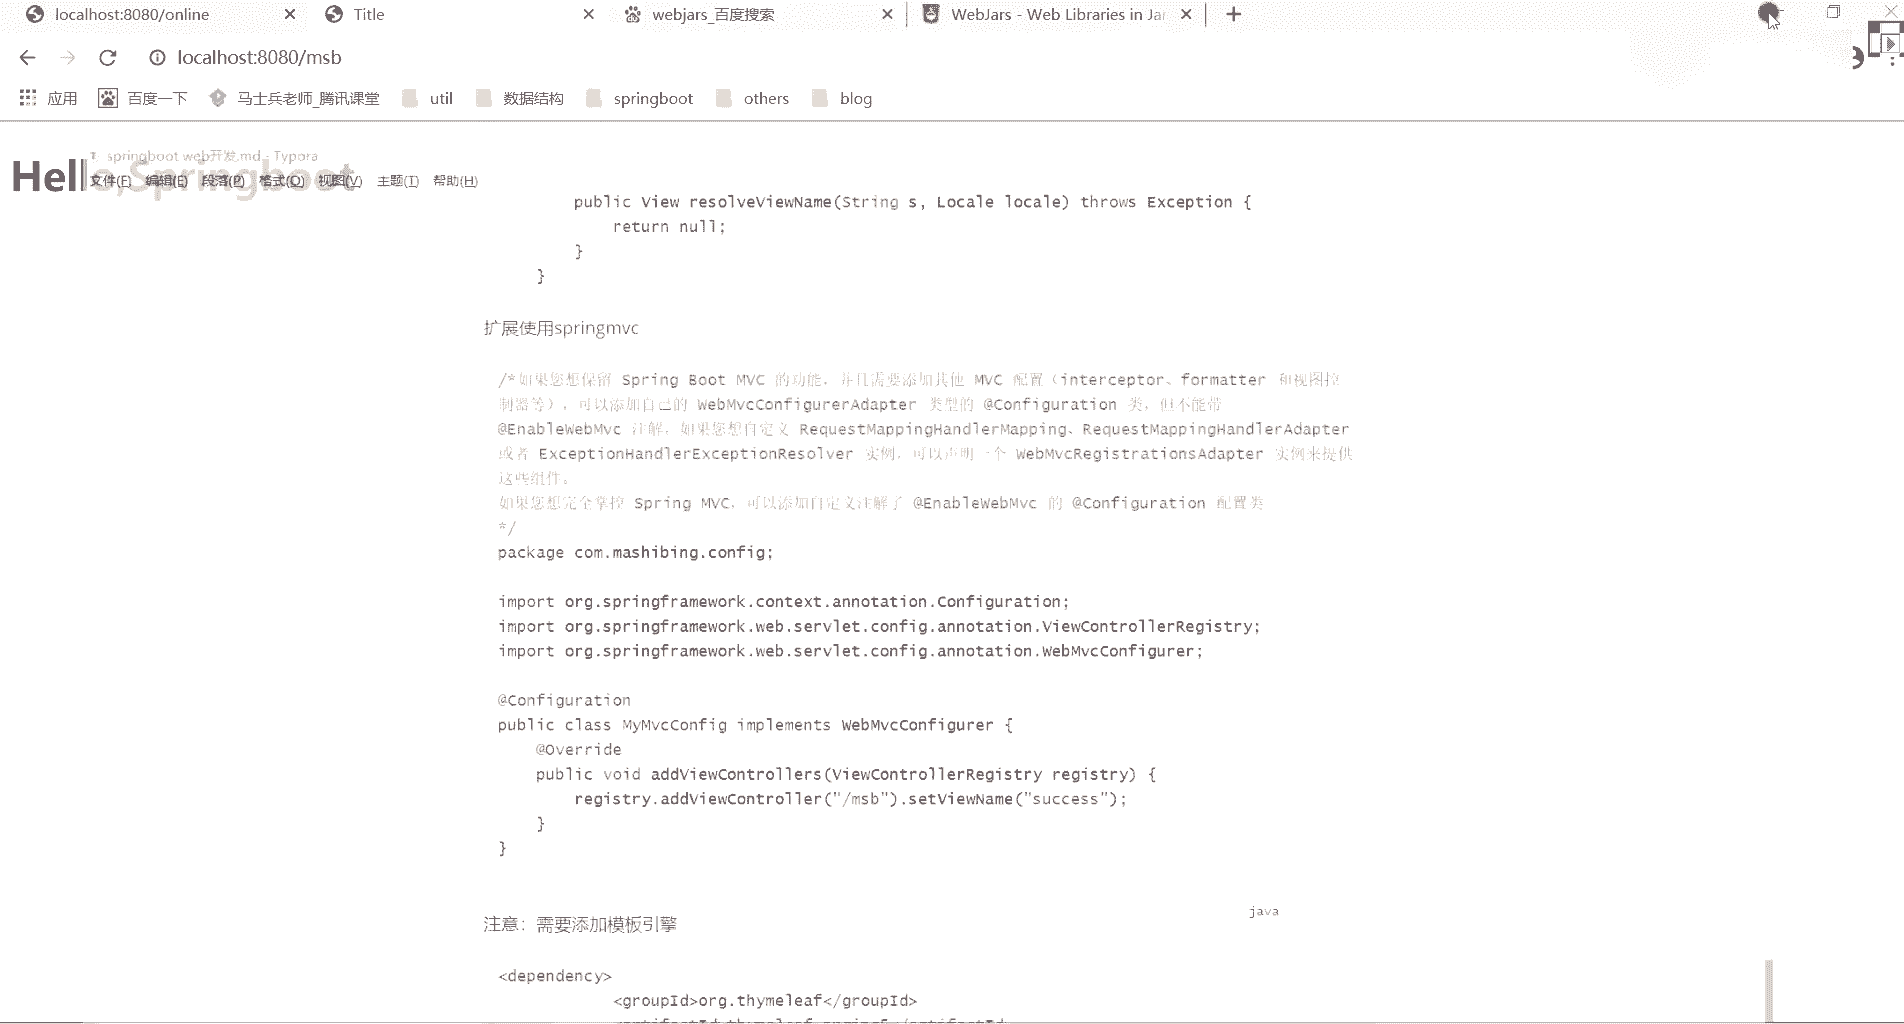 localhost:8080/online
Title
webjars_百度搜索
WebJars - Web Libraries in Jar
localhost:8080/msb
应用 百度一下 马士兵老师_腾讯课堂 util 数据结构 springboot others blog
springboot web开发.md - Typora
Hello,Springboot
文件(F) 编辑(E) 段落(P) 格式(O) 视图(V) 主题(T) 帮助(H)
public View resolveViewName(String s, Locale locale) throws Exception {
return null;
}
}
扩展使用springmvc
/*如果您想保留 Spring Boot MVC 的功能，并且需要添加其他 MVC 配置（interceptor、formatter 和视图控
制器等），可以添加自己的 WebMvcConfigurerAdapter 类型的 @Configuration 类，但不能带
@EnableWebMvc 注解。如果您想自定义 RequestMappingHandlerMapping、RequestMappingHandlerAdapter
或者 ExceptionHandlerExceptionResolver 实例，可以声明一个 WebMvcRegistrationsAdapter 实例来提供
这些组件。
如果您想完全掌控 Spring MVC，可以添加自定义注解了 @EnableWebMvc 的 @Configuration 配置类
*/
package com.mashibing.config;
import org.springframework.context.annotation.Configuration;
import org.springframework.web.servlet.config.annotation.ViewControllerRegistry;
import org.springframework.web.servlet.config.annotation.WebMvcConfigurer;
@Configuration
public class MyMvcConfig implements WebMvcConfigurer {
@Override
public void addViewControllers(ViewControllerRegistry registry) {
registry.addViewController("/msb").setViewName("success");
}
}
java
注意：需要添加模板引擎
<dependency>
<groupId>org.thymeleaf</groupId>